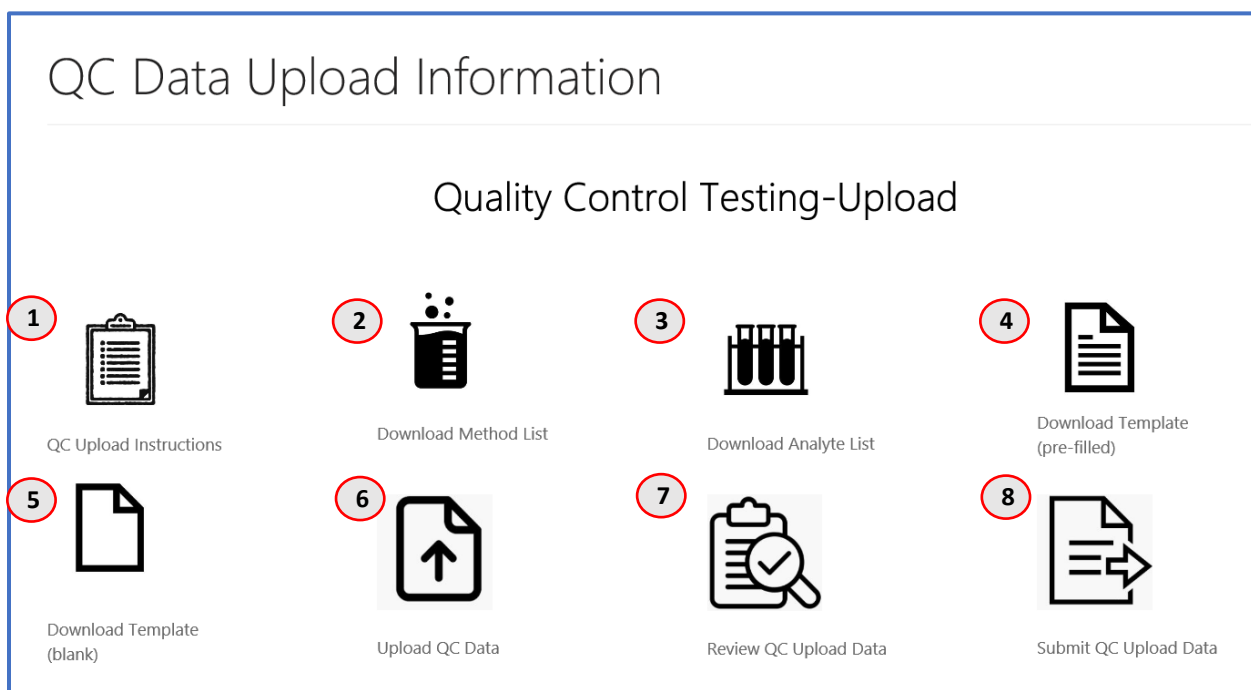 QC Data Upload Information
Quality Control Testing-Upload
1
QC Upload Instructions
2
Download Method List
3
Download Analyte List
4
Download Template
(pre-filled)
5
Download Template
(blank)
6
Upload QC Data
7
Review QC Upload Data
8
Submit QC Upload Data